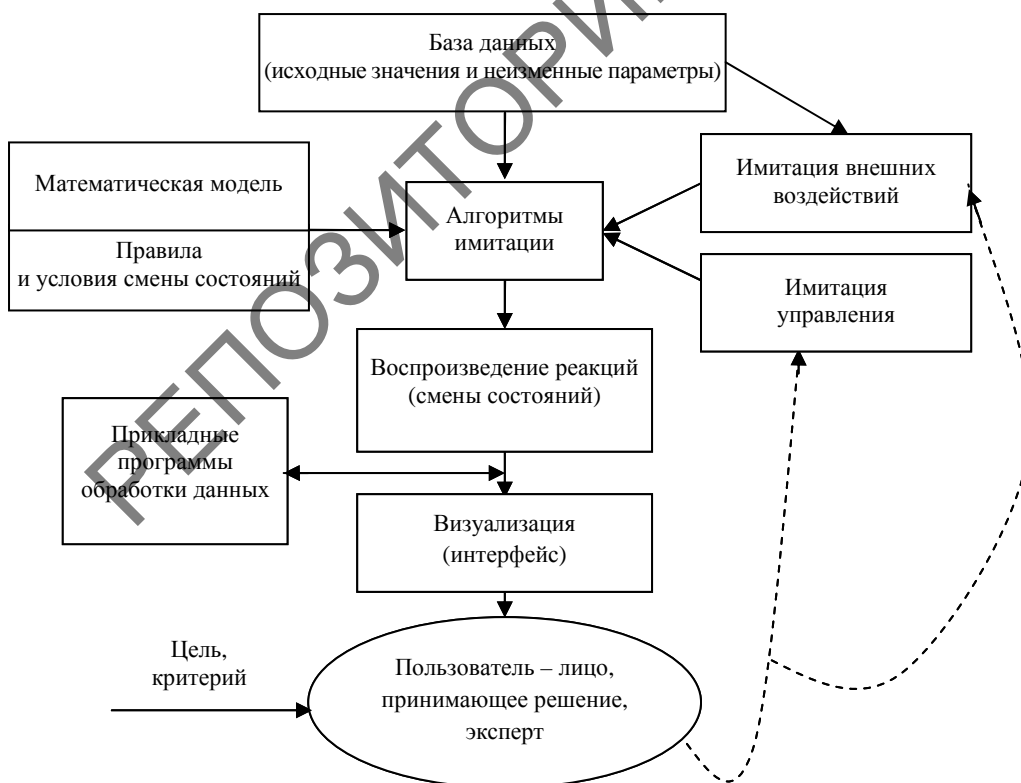 База данных
(исходные значения и неизменные параметры)
Математическая модель
Правила
и условия смены состояний
Алгоритмы
имитации
Имитация внешних
воздействий
Имитация
управления
Воспроизведение реакций
(смены состояний)
Прикладные
программы
обработки данных
Визуализация
(интерфейс)
Цель,
критерий
Пользователь – лицо,
принимающее решение,
эксперт
РЕПОЗИТОРИ